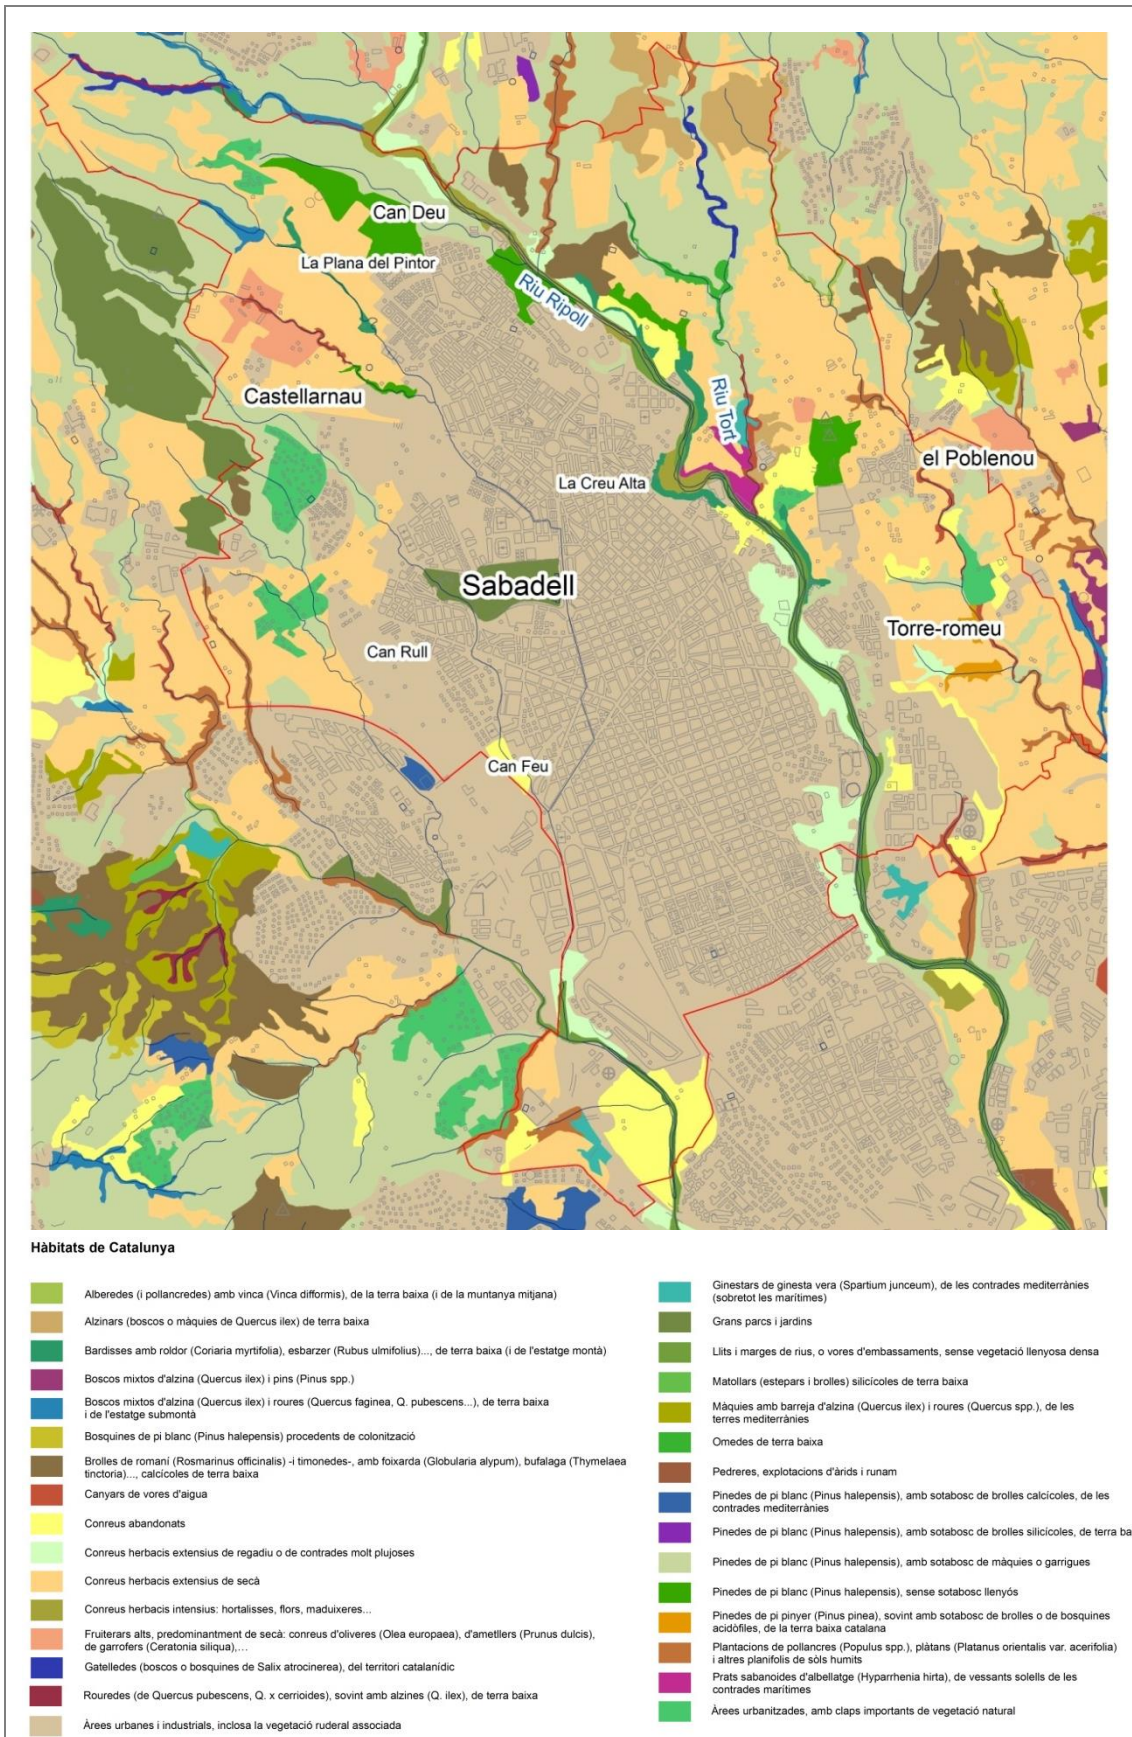 Can Deu
La Plana del Pintor
Riu Ripoll
Castellarnau
Riu Tort
el Poblenou
La Creu Alta
Sabadell
Torre-romeu
Can Rull
Can Feu
Hàbitats de Catalunya
Alberedes (i pollancredes) amb vinca (Vinca difformis), de la terra baixa (i de la muntanya mitjana)
Alzinars (boscos o màquies de Quercus ilex) de terra baixa
Bardisses amb roldor (Coriaria myrtifolia), esbarzer (Rubus ulmifolius)..., de terra baixa (i de l'estatge montà)
Boscos mixtos d'alzina (Quercus ilex) i pins (Pinus spp.)
Boscos mixtos d'alzina (Quercus ilex) i roures (Quercus faginea, Q. pubescens...), de terra baixa
i de l'estatge submontà
Bosquines de pi blanc (Pinus halepensis) procedents de colonització
Brolles de romaní (Rosmarinus officinalis) -i timonedes-, amb foixarda (Globularia alypum), bufalaga (Thymelaea
tinctoria)..., calcícoles de terra baixa
Canyars de vores d'aigua
Conreus abandonats
Conreus herbacis extensius de regadiu o de contrades molt plujoses
Conreus herbacis extensius de secà
Conreus herbacis intensius: hortalisses, flors, maduixeres...
Fruiterars alts, predominantment de secà: conreus d'oliveres (Olea europaea), d'ametllers (Prunus dulcis),
de garrofers (Ceratonia siliqua),...
Gatelledes (boscos o bosquines de Salix atrocinerea), del territori catalanídic
Rouredes (de Quercus pubescens, Q. x cerrioides), sovint amb alzines (Q. ilex), de terra baixa
Àrees urbanes i industrials, inclosa la vegetació ruderal associada
Ginestars de ginesta vera (Spartium junceum), de les contrades mediterrànies
(sobretot les marítimes)
Grans parcs i jardins
Llits i marges de rius, o vores d'embassaments, sense vegetació llenyosa densa
Matollars (estepars i brolles) silicícoles de terra baixa
Màquies amb barreja d'alzina (Quercus ilex) i roures (Quercus spp.), de les
terres mediterrànies
Omedes de terra baixa
Pedreres, explotacions d'àrids i runam
Pinedes de pi blanc (Pinus halepensis), amb sotabosc de brolles calcícoles, de les
contrades mediterrànies
Pinedes de pi blanc (Pinus halepensis), amb sotabosc de brolles silicícoles, de terra ba
Pinedes de pi blanc (Pinus halepensis), amb sotabosc de màquies o garrigues
Pinedes de pi blanc (Pinus halepensis), sense sotabosc llenyós
Pinedes de pi pinyer (Pinus pinea), sovint amb sotabosc de brolles o de bosquines
acidòfiles, de la terra baixa catalana
Plantacions de pollancres (Populus spp.), plàtans (Platanus orientalis var. acerifolia)
i altres planifolis de sòls humits
Prats sabanoides d'albellatge (Hyparrhenia hirta), de vessants solells de les
contrades marítimes
Àrees urbanitzades, amb claps importants de vegetació natural